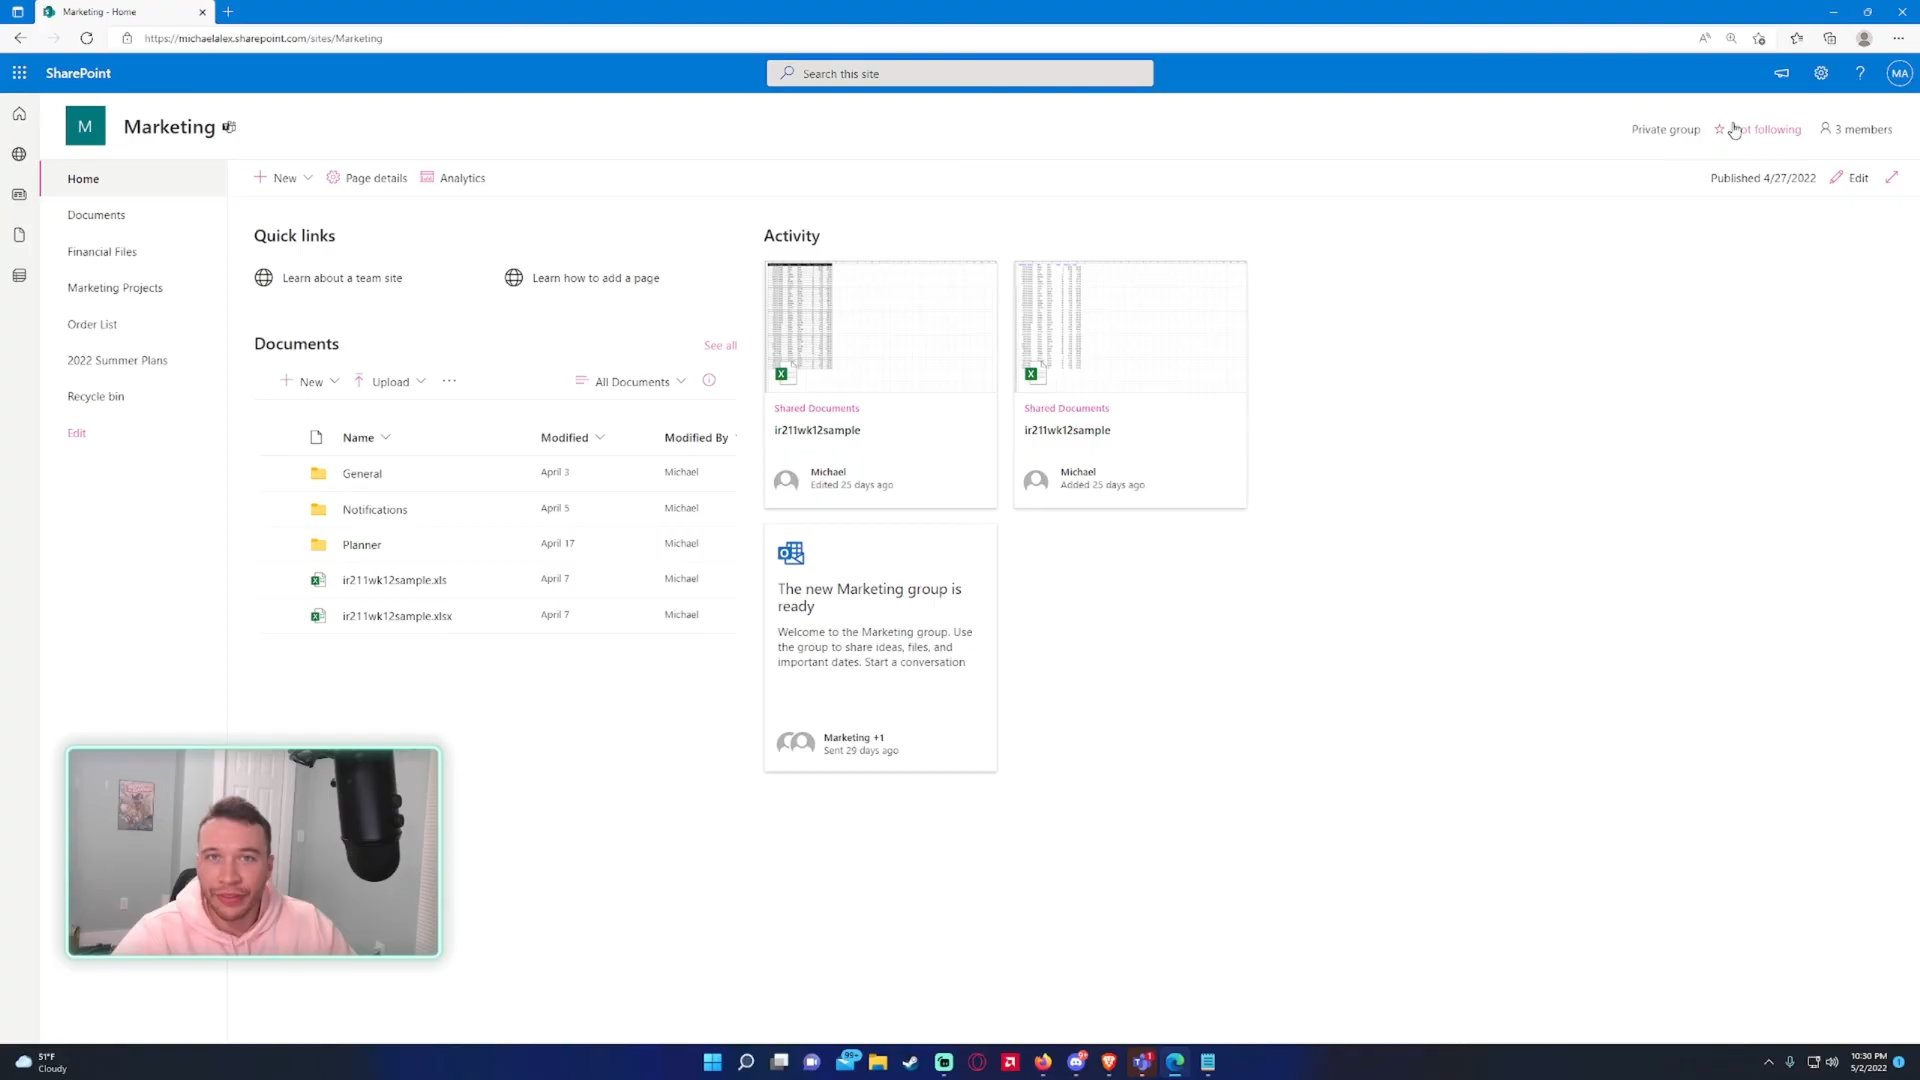 Marketing - Home
https://michaelalex.sharepoint.com/sites/Marketing
SharePoint
Search this site
MA
M
Marketing
Private group
following
3 members
Home
Documents
Financial Files
Marketing Projects
Order List
2022 Summer Plans
Recycle bin
Edit
New
Page details
Analytics
Published 4/27/2022
Edit
Quick links
Learn about a team site
Learn how to add a page
Documents
See all
New
Upload
All Documents
Name
Modified
Modified By
General
April 3
Michael
Notifications
April 5
Michael
Planner
April 17
Michael
ir211wk12sample.xls
April 7
Michael
ir211wk12sample.xlsx
April 7
Michael
Activity
Shared Documents
ir211wk12sample
Michael
Edited 25 days ago
Shared Documents
ir211wk12sample
Michael
Added 25 days ago
The new Marketing group is
ready
Welcome to the Marketing group. Use
the group to share ideas, files, and
important dates. Start a conversation
Marketing +1
Sent 29 days ago
51°F
Cloudy
99+
10:30 PM
5/2/2022